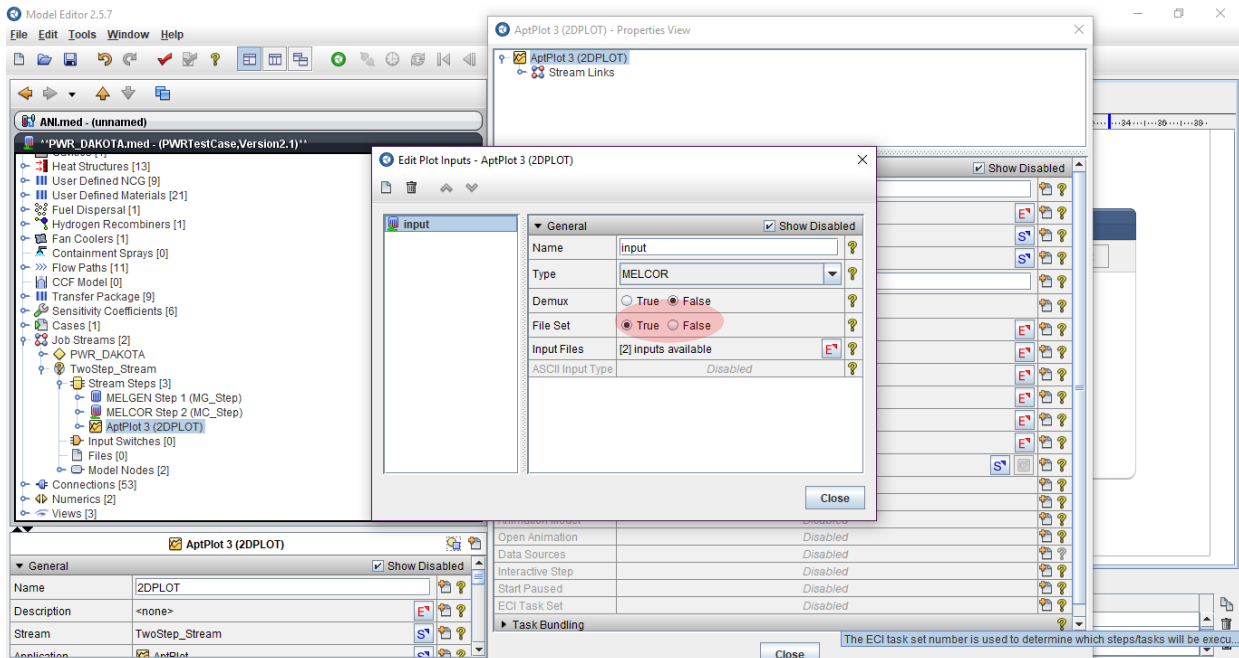 Model Editor 2.5.7
File Edit Tools Window Help
ANI.med - (unnamed)
**PWR_DAKOTA.med - (PWRTestCase,Version2.1)**
Heat Structures [13]
User Defined NCG [9]
User Defined Materials [21]
Fuel Dispersal [1]
Hydrogen Recombiners [1]
Fan Coolers [1]
Containment Sprays [0]
Flow Paths [11]
CCF Model [0]
Transfer Package [9]
Sensitivity Coefficients [6]
Cases [1]
Job Streams [2]
PWR_DAKOTA
TwoStep_Stream
Stream Steps [3]
MELGEN Step 1 (MG_Step)
MELCOR Step 2 (MC_Step)
AptPlot 3 (2DPLOT)
Input Switches [0]
Files [0]
Model Nodes [2]
Connections [53]
Numerics [2]
Views [3]
AptPlot 3 (2DPLOT)
General Show Disabled
Name 2DPLOT
Description <none>
Stream TwoStep_Stream
Application AptPlot
AptPlot 3 (2DPLOT) - Properties View
AptPlot 3 (2DPLOT)
Stream Links
Show Disabled
Edit Plot Inputs - AptPlot 3 (2DPLOT)
input
General Show Disabled
Name input
Type MELCOR
Demux True False
File Set True False
Input Files [2] inputs available
ASCII Input Type Disabled
Close
Animation Model Disabled
Open Animation Disabled
Data Sources Disabled
Interactive Step Disabled
Start Paused Disabled
ECI Task Set Disabled
Task Bundling
Close
The ECI task set number is used to determine which steps/tasks will be execu...